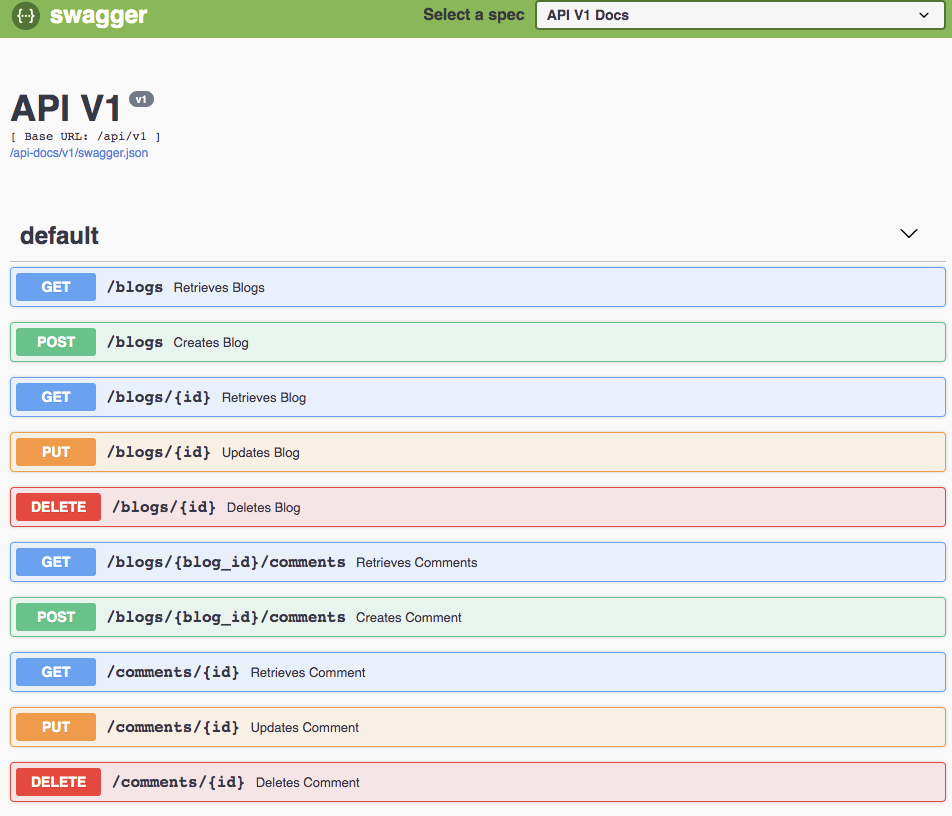 {··} swagger Select a spec API V1 Docs
API V1 v1
[ Base URL: /api/v1 ]
/api-docs/v1/swagger.json
default
GET /blogs Retrieves Blogs
POST /blogs Creates Blog
GET /blogs/{id} Retrieves Blog
PUT /blogs/{id} Updates Blog
DELETE /blogs/{id} Deletes Blog
GET /blogs/{blog_id}/comments Retrieves Comments
POST /blogs/{blog_id}/comments Creates Comment
GET /comments/{id} Retrieves Comment
PUT /comments/{id} Updates Comment
DELETE /comments/{id} Deletes Comment